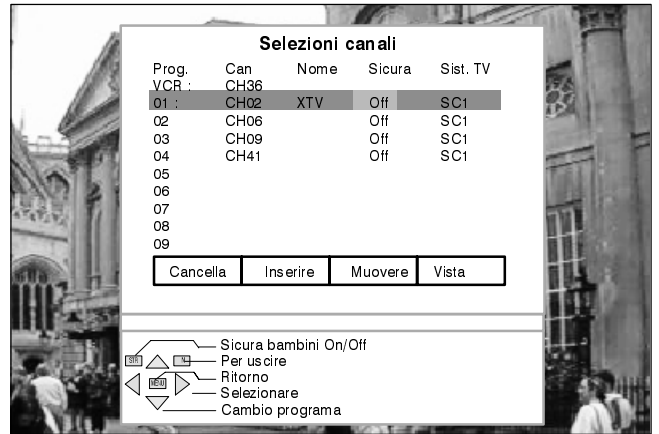 Selezioni canali
Prog. Can Nome Sicura Sist. TV
VCR : CH36
01 : CH02 XTV Off SC1
02 CH06 Off SC1
03 CH09 Off SC1
04 CH41 Off SC1
05
06
07
08
09
Cancella Inserire Muovere Vista
Sicura bambini On/Off
STR N Per uscire
Ritorno
MENU Selezionare
Cambio programa